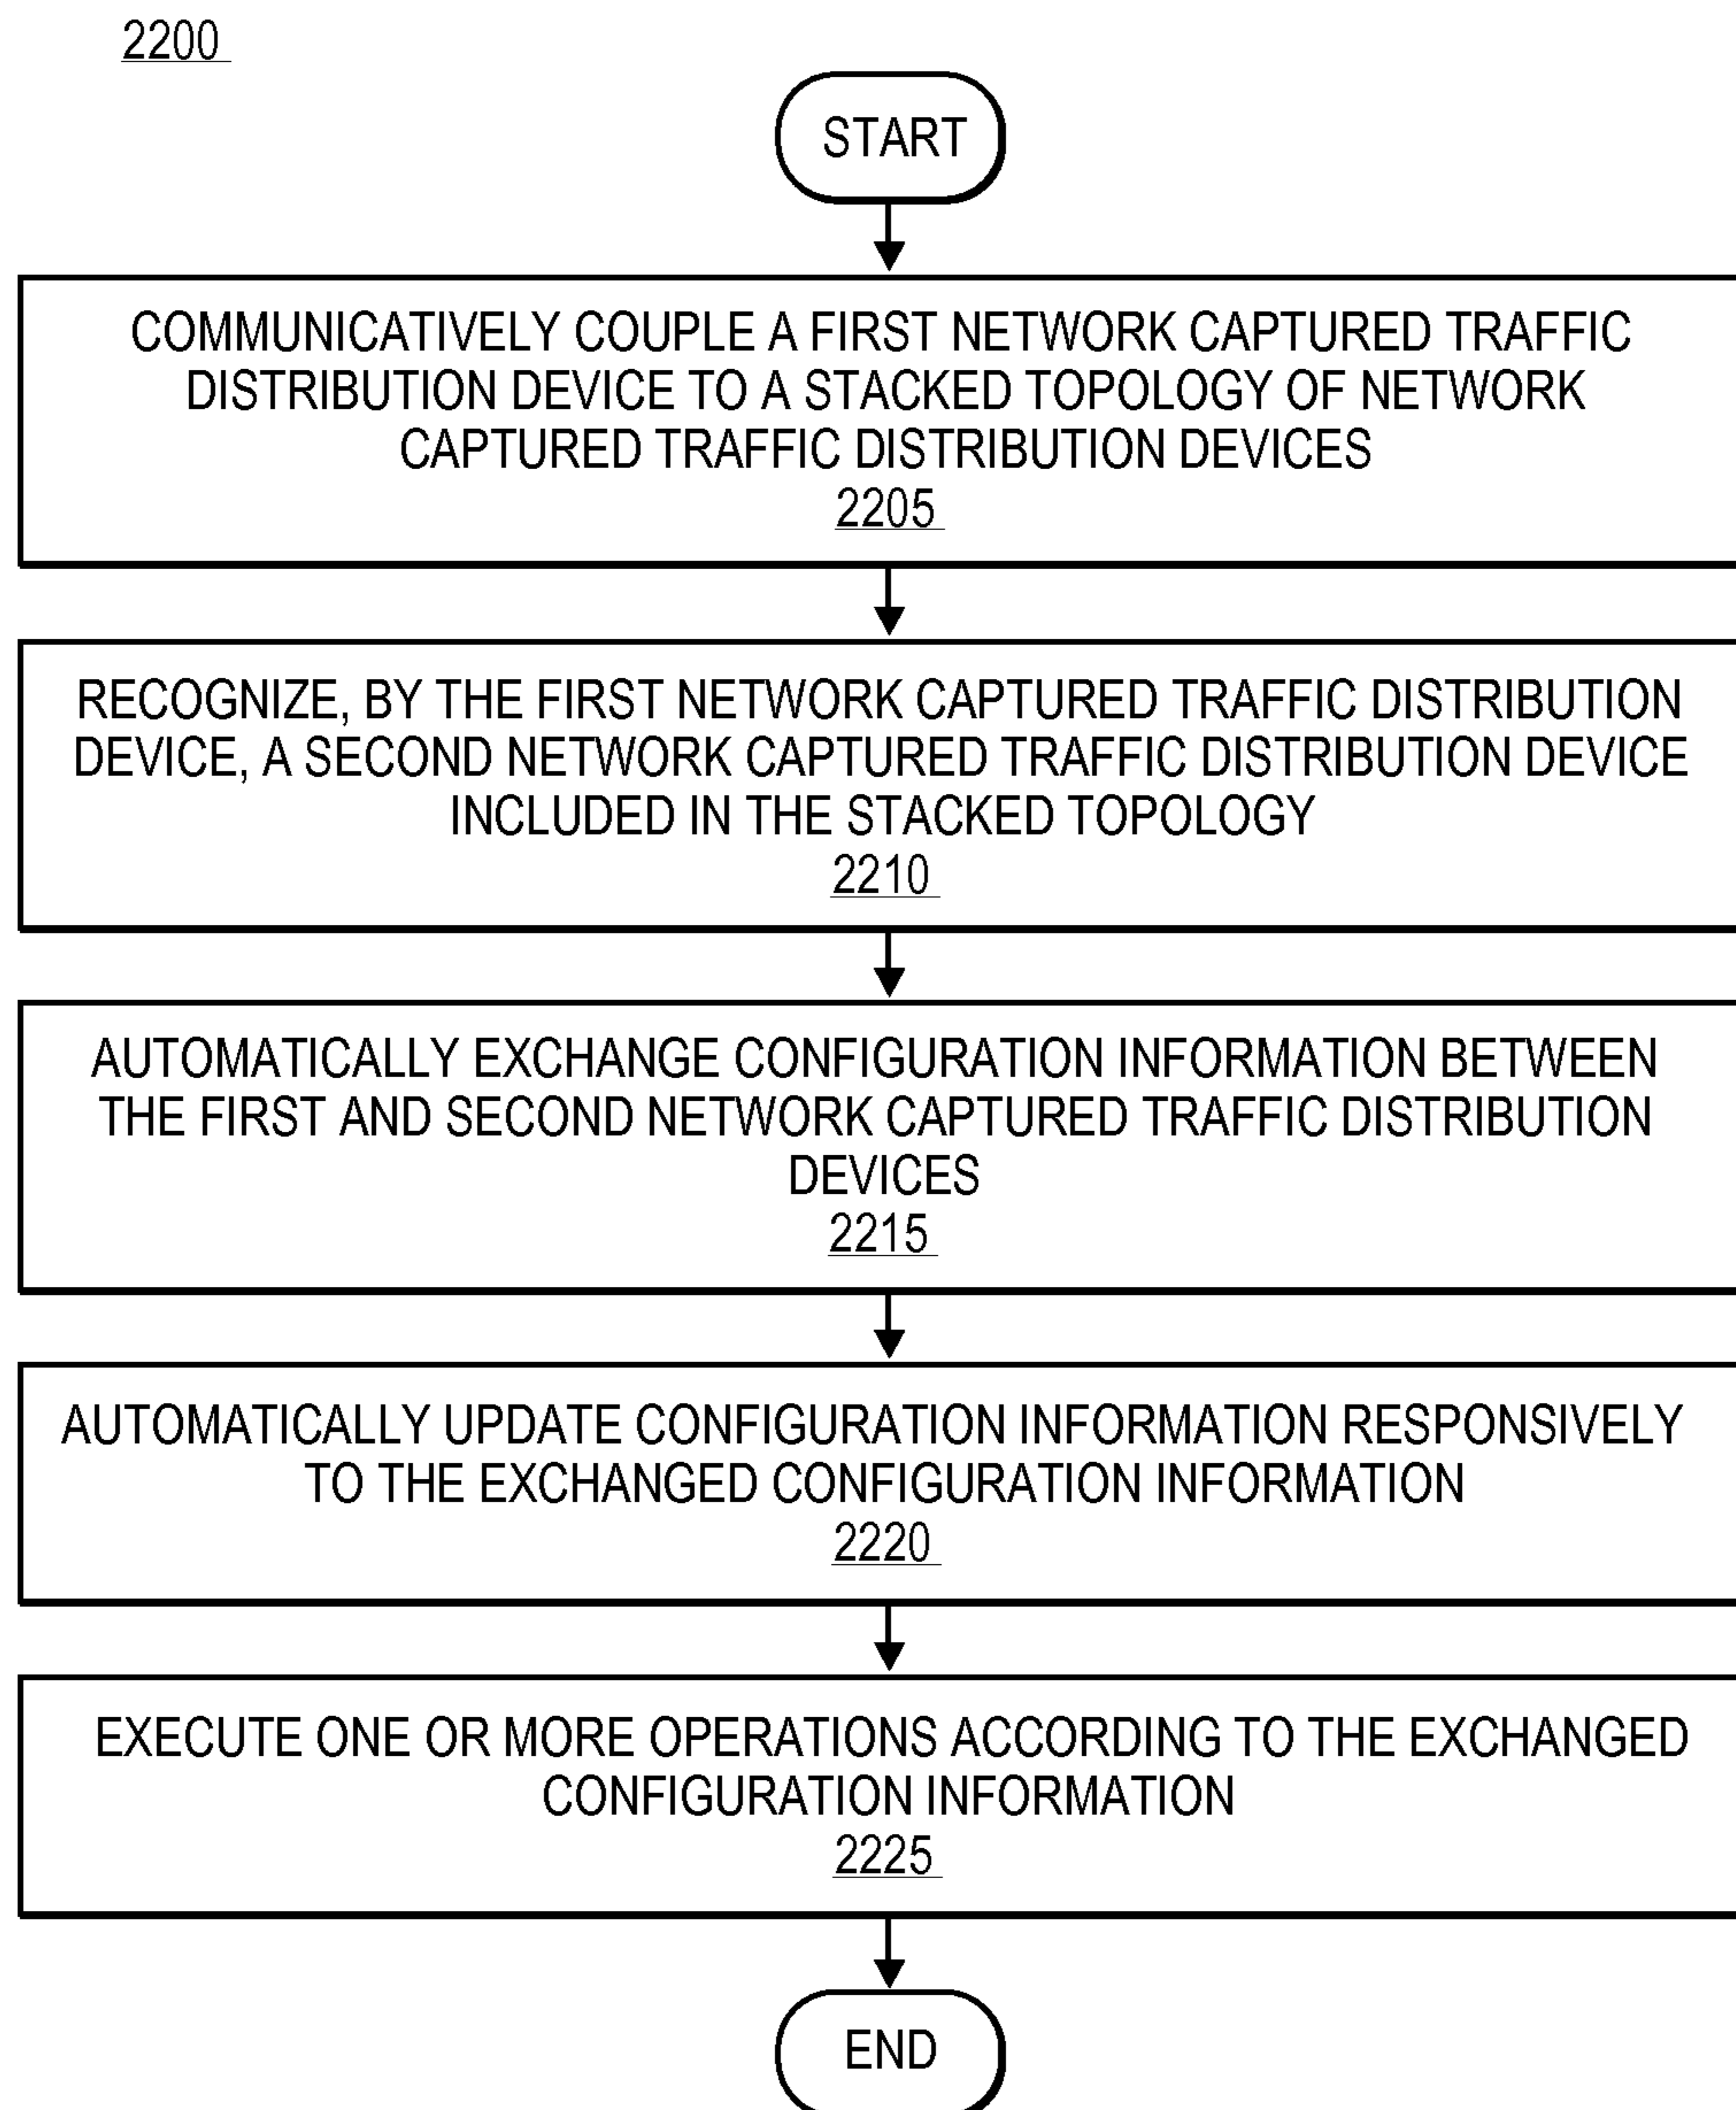 2200
START
COMMUNICATIVELY COUPLE A FIRST NETWORK CAPTURED TRAFFIC
DISTRIBUTION DEVICE TO A STACKED TOPOLOGY OF NETWORK
CAPTURED TRAFFIC DISTRIBUTION DEVICES
2205
RECOGNIZE, BY THE FIRST NETWORK CAPTURED TRAFFIC DISTRIBUTION
DEVICE, A SECOND NETWORK CAPTURED TRAFFIC DISTRIBUTION DEVICE
INCLUDED IN THE STACKED TOPOLOGY
2210
AUTOMATICALLY EXCHANGE CONFIGURATION INFORMATION BETWEEN
THE FIRST AND SECOND NETWORK CAPTURED TRAFFIC DISTRIBUTION
DEVICES
2215
AUTOMATICALLY UPDATE CONFIGURATION INFORMATION RESPONSIVELY
TO THE EXCHANGED CONFIGURATION INFORMATION
2220
EXECUTE ONE OR MORE OPERATIONS ACCORDING TO THE EXCHANGED
CONFIGURATION INFORMATION
2225
END